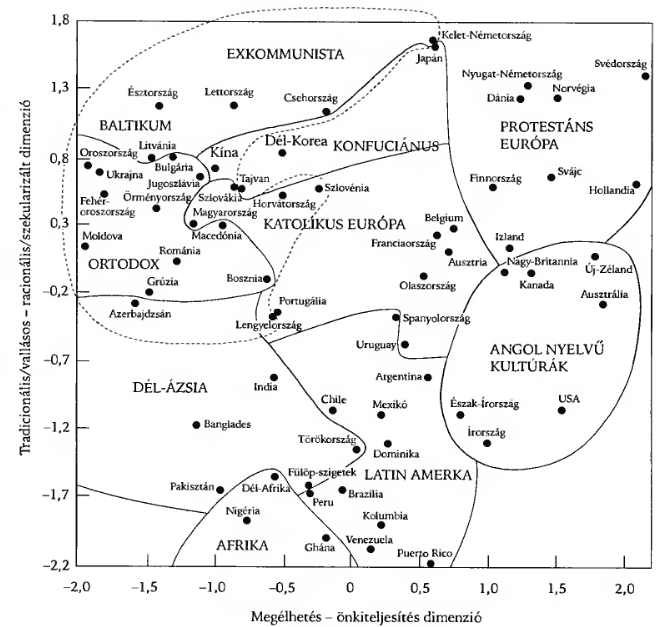 1,8
1,3
0,8
−0,2
−0,7
−1,2
−1,7
−2,2
Tradicionális/vallásos – racionális/szekularizált dimenzió
EXKOMMUNISTA
Kelet-Németország
Japán
Svédország
Nyugat-Németország
Norvégia
Dánia
Észtország
Lettország
Csehország
PROTESTÁNS
EURÓPA
BALTIKUM
Dél-Korea
KONFUCIÁNUS
Litvánia
Kína
Oroszország
Bulgária
Ukrajna
Jugoszlávia
Tajvan
Szlovákia
Szlovénia
Finnország
Svájc
Hollandia
Fehér-
oroszország
Örményország
Horvátország
Magyarország
KATOLIKUS EURÓPA
Macedónia
Belgium
Franciaország
Izland
Moldova
Románia
Ausztria
Nagy-Britannia
Új-Zéland
ORTODOX
Bosznia
Olaszország
Kanada
Grúzia
Ausztrália
Azerbajdzsán
Portugália
Lengyelország
Spanyolország
Uruguay
ANGOL NYELVŰ
KULTÚRÁK
DÉL-ÁZSIA
India
Argentina
Chile
Mexikó
Észak-Írország
USA
Banglades
Törökország
Írország
Dominika
Fülöp-szigetek
LATIN AMERKA
Pakisztán
Dél-Afrika
Peru
Brazília
Nigéria
Kolumbia
AFRIKA
Ghána
Venezuela
Puerto Rico
−2,0
−1,5
−1,0
−0,5
0
0,5
1,0
1,5
2,0
Megélhetés – önkiteljesítés dimenzió